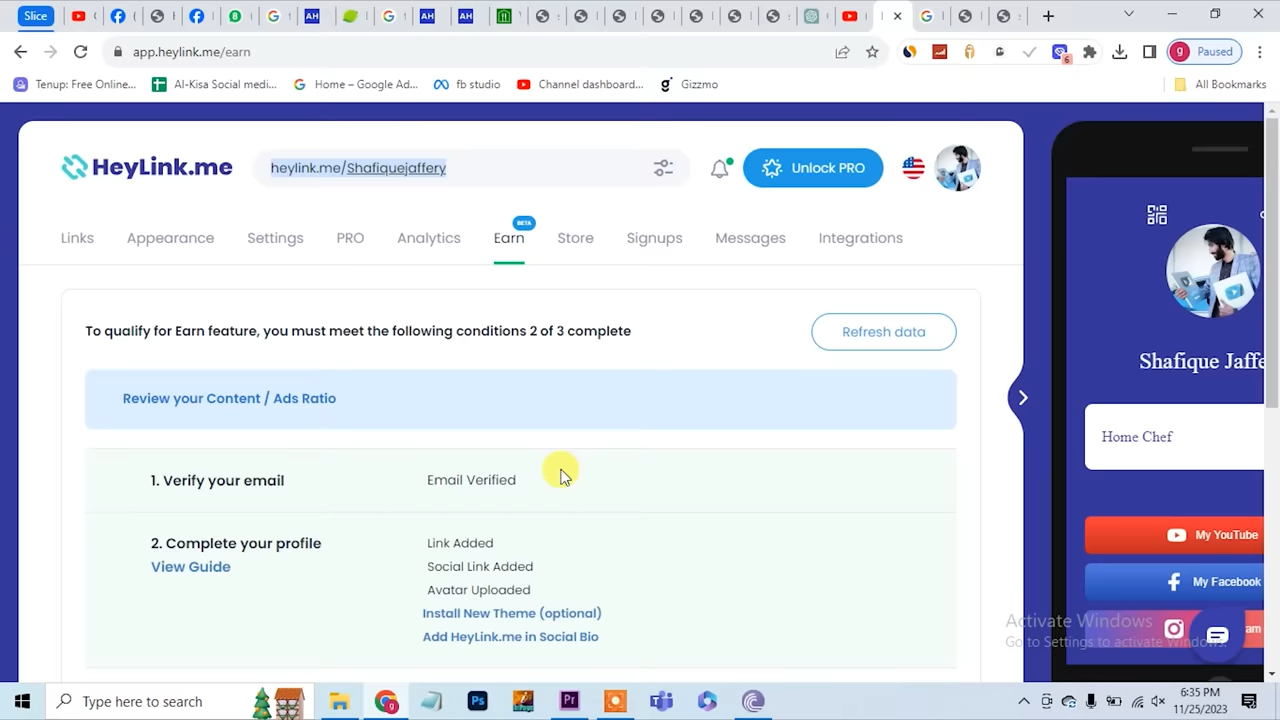 Slice
app.heylink.me/earn
6
g Paused
Tenup: Free Online...
Al-Kisa Social medi...
Home – Google Ad...
fb studio
Channel dashboard...
Gizzmo
All Bookmarks
HeyLink.me
heylink.me/Shafiquejaffery
Unlock PRO
Links
Appearance
Settings
PRO
Analytics
BETA
Earn
Store
Signups
Messages
Integrations
To qualify for Earn feature, you must meet the following conditions 2 of 3 complete
Refresh data
Review your Content / Ads Ratio
1. Verify your email
Email Verified
2. Complete your profile
View Guide
Link Added
Social Link Added
Avatar Uploaded
Install New Theme (optional)
Add HeyLink.me in Social Bio
Shafique Jaffe
Home Chef
My YouTube
My Facebook
am
Activate Windows
Go to Settings to activate Windows.
Type here to search
6:35 PM
11/25/2023